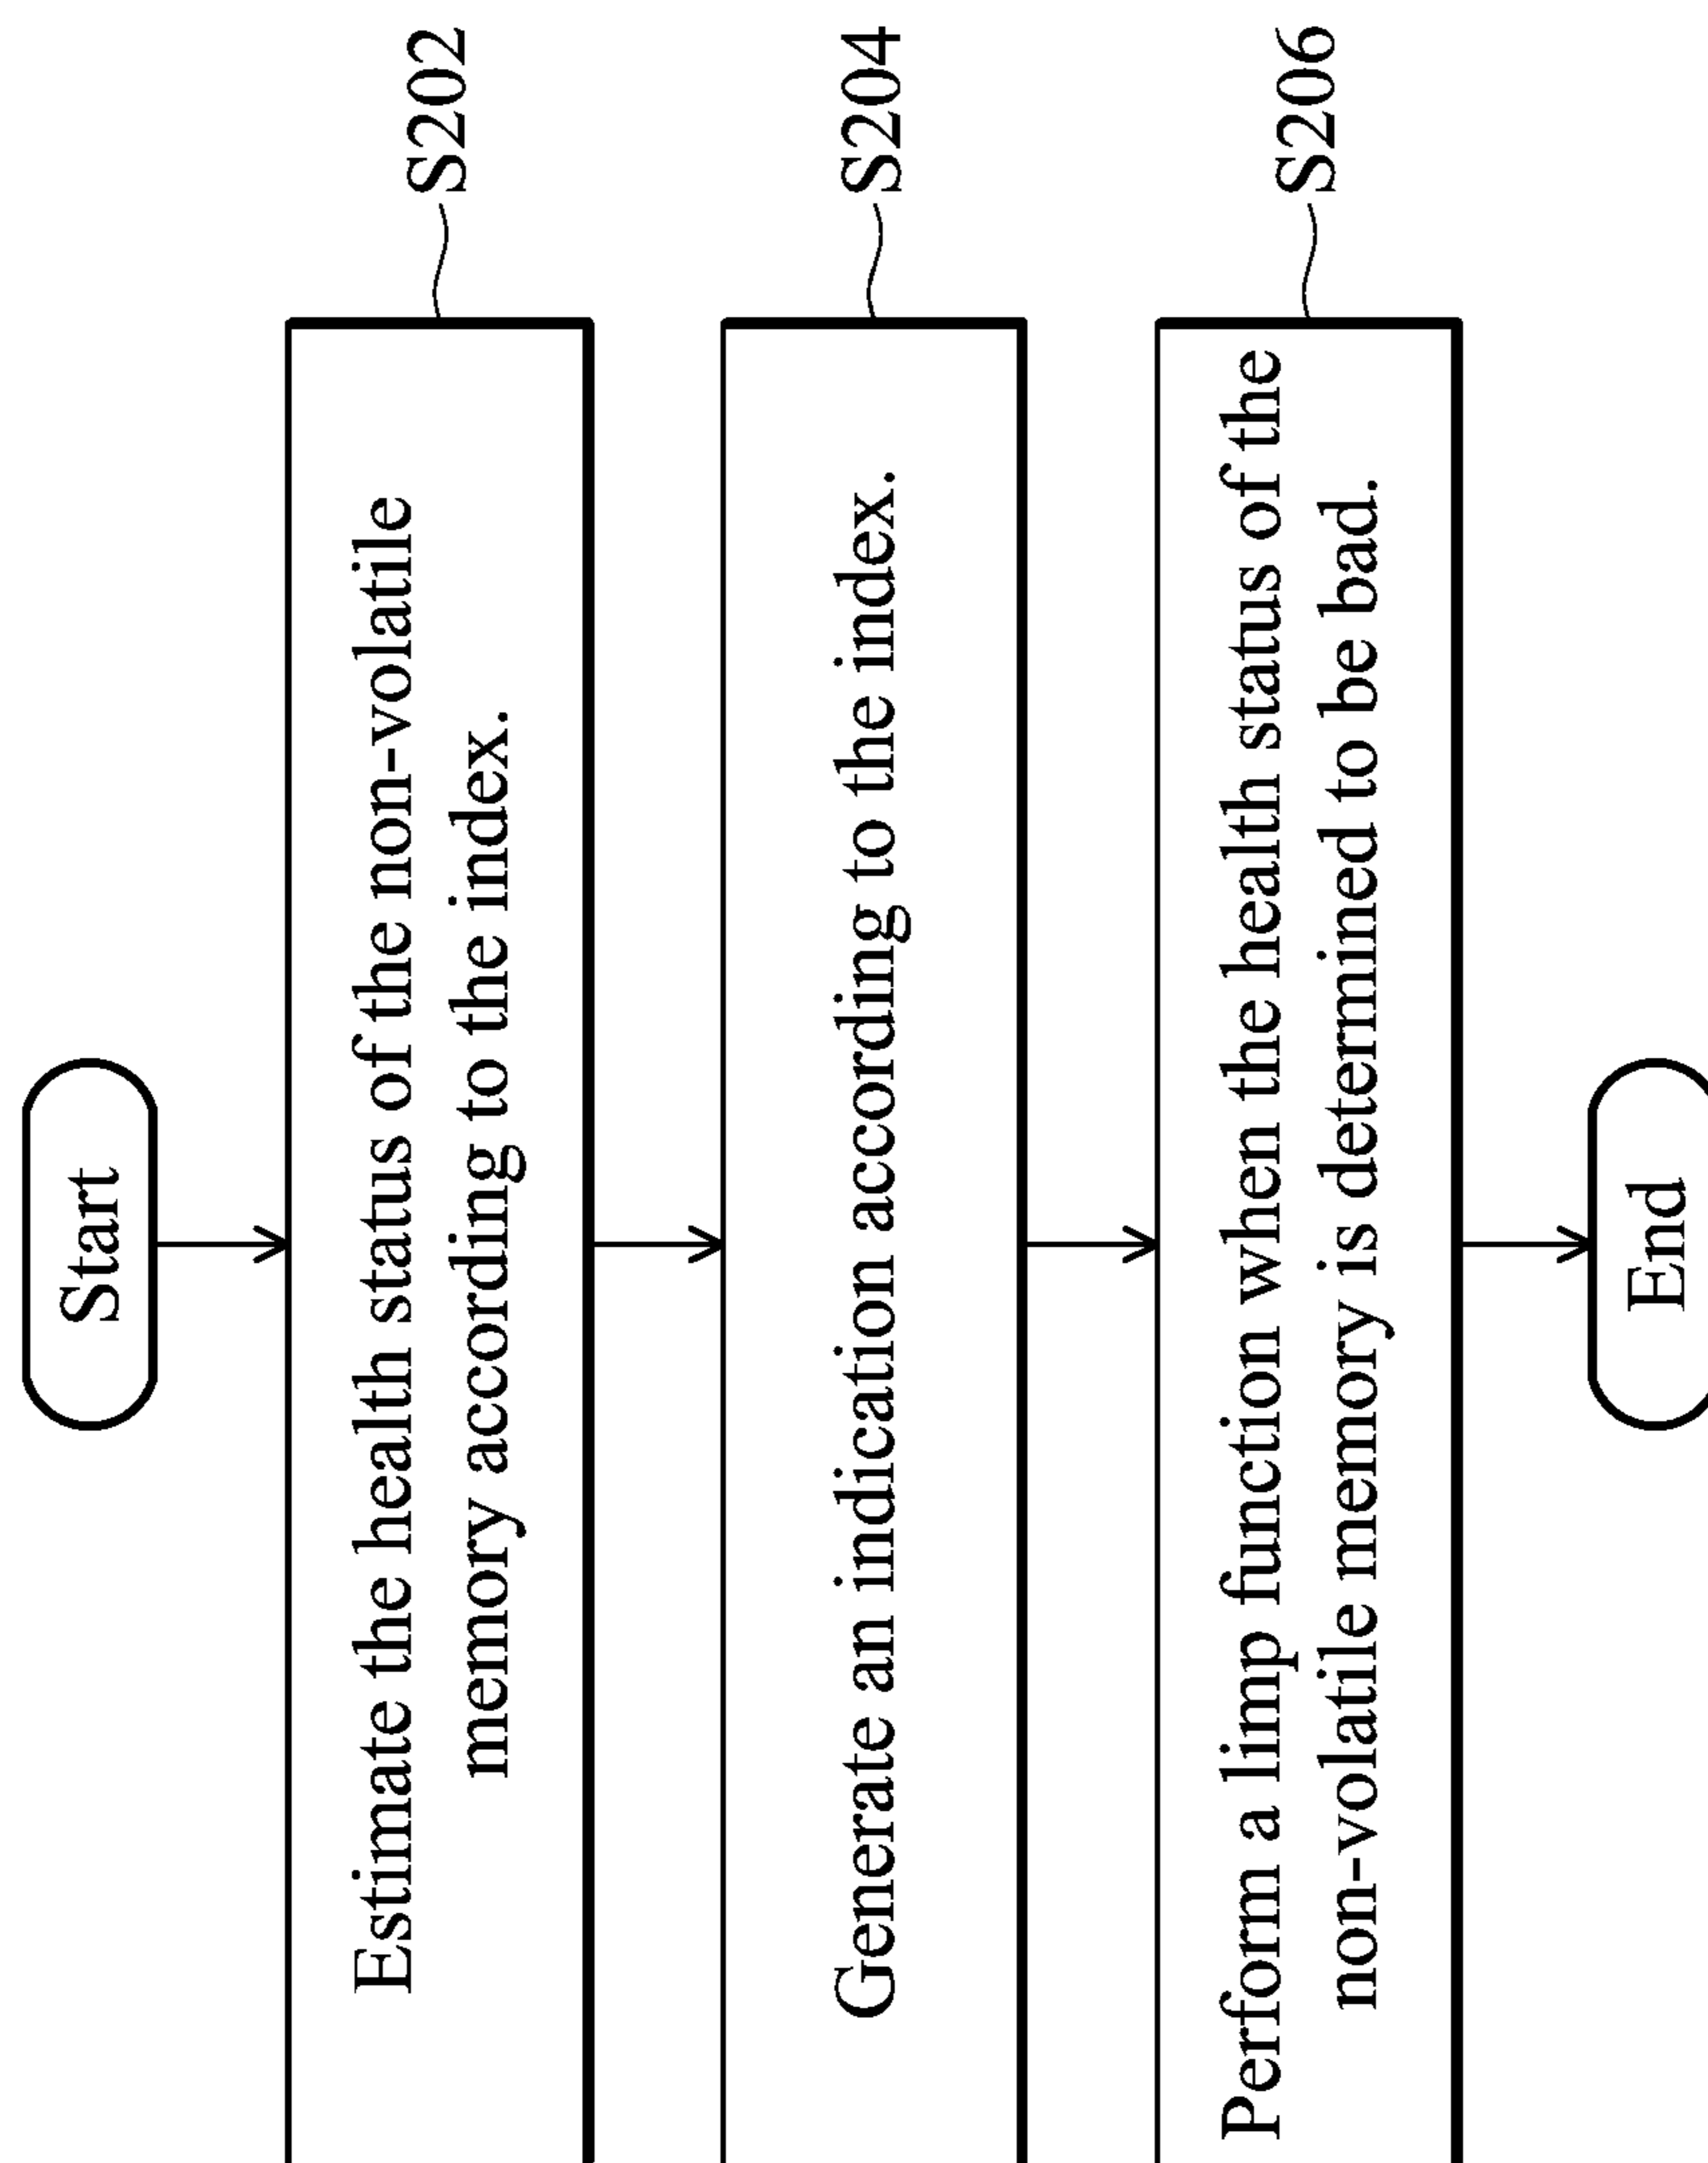 Start
Estimate the health status of the non-volatile
memory according to the index.
S202
Generate an indication according to the index.
S204
Perform a limp function when the health status of the
non-volatile memory is determined to be bad.
S206
End